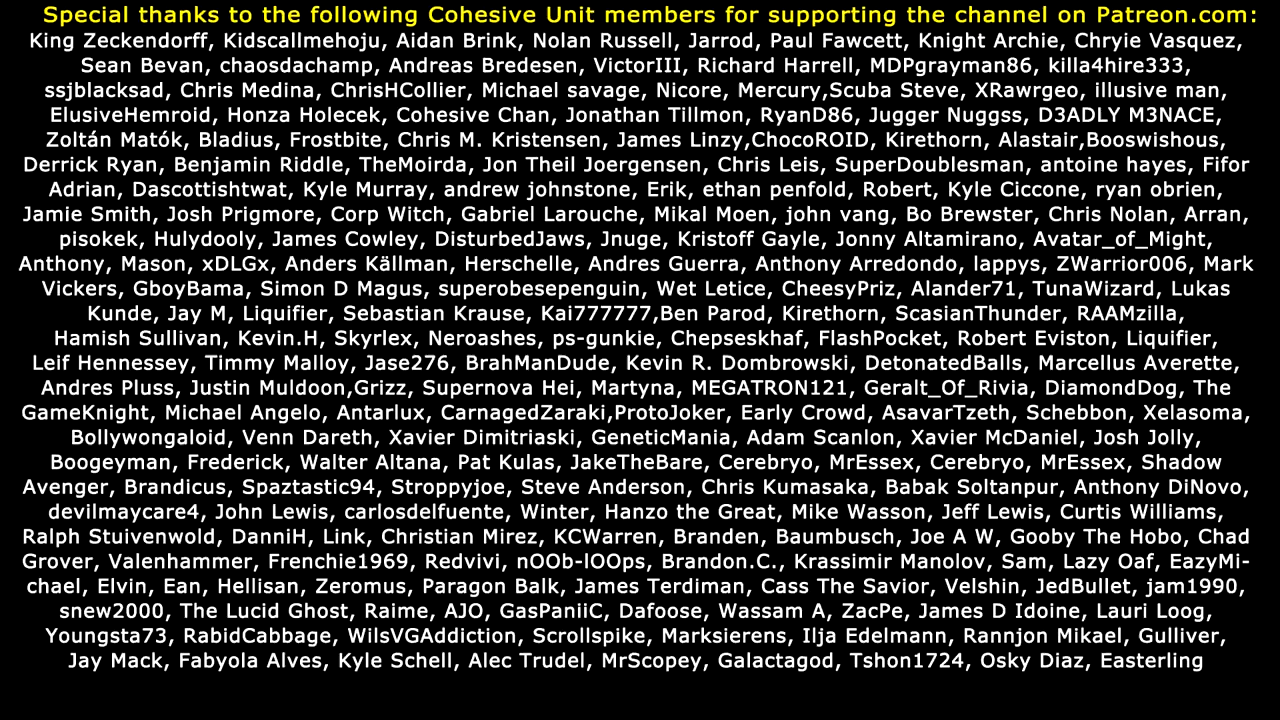 Special thanks to the following Cohesive Unit members for supporting the channel on Patreon.com:
King Zeckendorff, Kidscallmehoju, Aidan Brink, Nolan Russell, Jarrod, Paul Fawcett, Knight Archie, Chryie Vasquez,
Sean Bevan, chaosdachamp, Andreas Bredesen, VictorIII, Richard Harrell, MDPgrayman86, killa4hire333,
ssjblacksad, Chris Medina, ChrisHCollier, Michael savage, Nicore, Mercury,Scuba Steve, XRawrgeo, illusive man,
ElusiveHemroid, Honza Holecek, Cohesive Chan, Jonathan Tillmon, RyanD86, Jugger Nuggss, D3ADLY M3NACE,
Zoltán Matók, Bladius, Frostbite, Chris M. Kristensen, James Linzy,ChocoROID, Kirethorn, Alastair,Booswishous,
Derrick Ryan, Benjamin Riddle, TheMoirda, Jon Theil Joergensen, Chris Leis, SuperDoublesman, antoine hayes, Fifor
Adrian, Dascottishtwat, Kyle Murray, andrew johnstone, Erik, ethan penfold, Robert, Kyle Ciccone, ryan obrien,
Jamie Smith, Josh Prigmore, Corp Witch, Gabriel Larouche, Mikal Moen, john vang, Bo Brewster, Chris Nolan, Arran,
pisokek, Hulydooly, James Cowley, DisturbedJaws, Jnuge, Kristoff Gayle, Jonny Altamirano, Avatar_of_Might,
Anthony, Mason, xDLGx, Anders Källman, Herschelle, Andres Guerra, Anthony Arredondo, lappys, ZWarrior006, Mark
Vickers, GboyBama, Simon D Magus, superobesepenguin, Wet Letice, CheesyPriz, Alander71, TunaWizard, Lukas
Kunde, Jay M, Liquifier, Sebastian Krause, Kai777777,Ben Parod, Kirethorn, ScasianThunder, RAAMzilla,
Hamish Sullivan, Kevin.H, Skyrlex, Neroashes, ps-gunkie, Chepseskhaf, FlashPocket, Robert Eviston, Liquifier,
Leif Hennessey, Timmy Malloy, Jase276, BrahManDude, Kevin R. Dombrowski, DetonatedBalls, Marcellus Averette,
Andres Pluss, Justin Muldoon,Grizz, Supernova Hei, Martyna, MEGATRON121, Geralt_Of_Rivia, DiamondDog, The
GameKnight, Michael Angelo, Antarlux, CarnagedZaraki,ProtoJoker, Early Crowd, AsavarTzeth, Schebbon, Xelasoma,
Bollywongaloid, Venn Dareth, Xavier Dimitriaski, GeneticMania, Adam Scanlon, Xavier McDaniel, Josh Jolly,
Boogeyman, Frederick, Walter Altana, Pat Kulas, JakeTheBare, Cerebryo, MrEssex, Cerebryo, MrEssex, Shadow
Avenger, Brandicus, Spaztastic94, Stroppyjoe, Steve Anderson, Chris Kumasaka, Babak Soltanpur, Anthony DiNovo,
devilmaycare4, John Lewis, carlosdelfuente, Winter, Hanzo the Great, Mike Wasson, Jeff Lewis, Curtis Williams,
Ralph Stuivenwold, DanniH, Link, Christian Mirez, KCWarren, Branden, Baumbusch, Joe A W, Gooby The Hobo, Chad
Grover, Valenhammer, Frenchie1969, Redvivi, nOOb-lOOps, Brandon.C., Krassimir Manolov, Sam, Lazy Oaf, EazyMi-
chael, Elvin, Ean, Hellisan, Zeromus, Paragon Balk, James Terdiman, Cass The Savior, Velshin, JedBullet, jam1990,
snew2000, The Lucid Ghost, Raime, AJO, GasPaniiC, Dafoose, Wassam A, ZacPe, James D Idoine, Lauri Loog,
Youngsta73, RabidCabbage, WilsVGAddiction, Scrollspike, Marksierens, Ilja Edelmann, Rannjon Mikael, Gulliver,
Jay Mack, Fabyola Alves, Kyle Schell, Alec Trudel, MrScopey, Galactagod, Tshon1724, Osky Diaz, Easterling